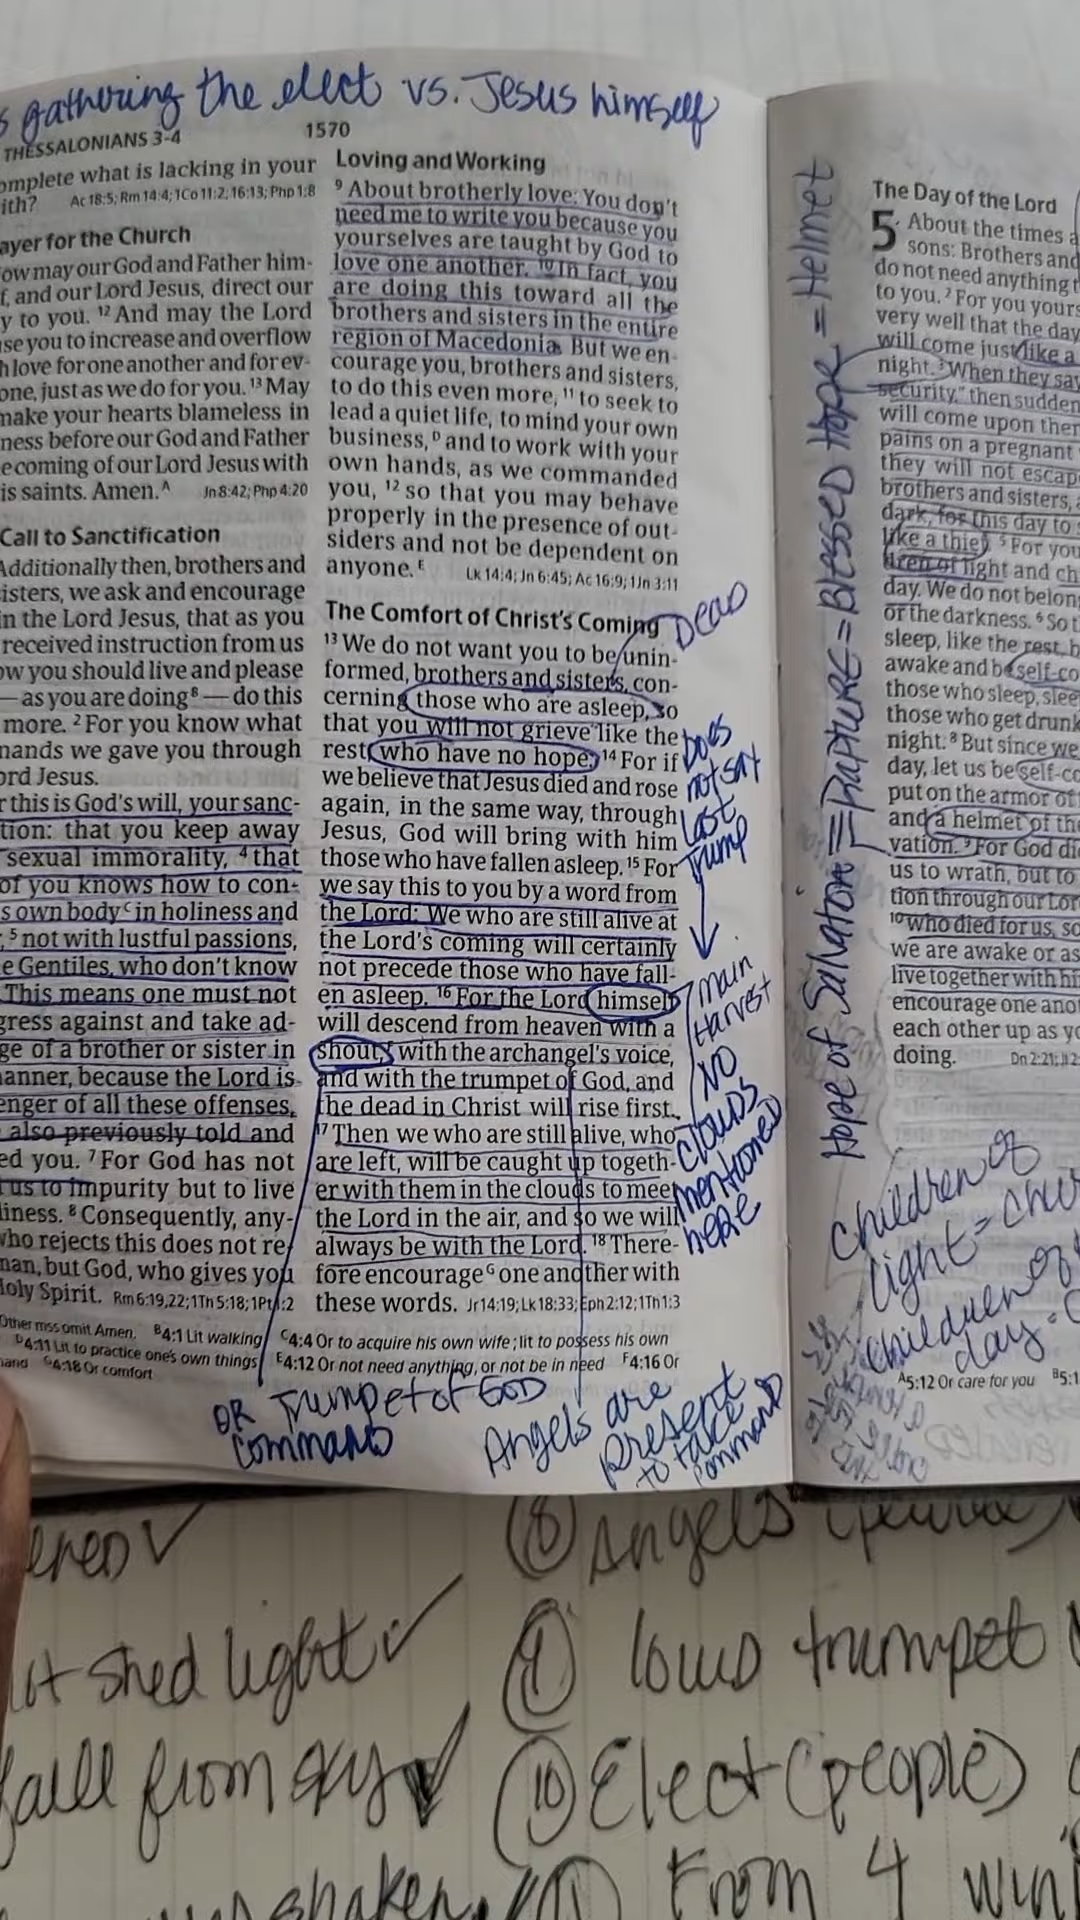 gathering the elect vs. Jesus himself
THESSALONIANS 3-4
1570
omplete what is lacking in your
ith? Ac 18:5; Rm 14:4; 1Co 11:2; 16:13; Php 1:8
ayer for the Church
ow may our God and Father him-
f, and our Lord Jesus, direct our
y to you. 12 And may the Lord
se you to increase and overflow
h love for one another and for ev-
one, just as we do for you. 13 May
make your hearts blameless in
ness before our God and Father
e coming of our Lord Jesus with
is saints. Amen.A Jn 8:42; Php 4:20
Call to Sanctification
Additionally then, brothers and
isters, we ask and encourage
in the Lord Jesus, that as you
received instruction from us
ow you should live and please
— as you are doing B — do this
more. 2 For you know what
mands we gave you through
ord Jesus.
r this is God's will, your sanc-
tion: that you keep away
sexual immorality, 4 that
of you knows how to con-
s own body C in holiness and
, 5 not with lustful passions,
e Gentiles, who don't know
This means one must not
gress against and take ad-
ge of a brother or sister in
anner, because the Lord is
enger of all these offenses,
also previously told and
ed you. 7 For God has not
us to impurity but to live
liness. 8 Consequently, any-
who rejects this does not re-
man, but God, who gives you
Holy Spirit. Rm 6:19,22; 1Th 5:18; 1Pt 1:2
Loving and Working
9 About brotherly love: You don't
need me to write you because you
yourselves are taught by God to
love one another. 10 In fact, you
are doing this toward all the
brothers and sisters in the entire
region of Macedonia. But we en-
courage you, brothers and sisters,
to do this even more, 11 to seek to
lead a quiet life, to mind your own
business, D and to work with your
own hands, as we commanded
you, 12 so that you may behave
properly in the presence of out-
siders and not be dependent on
anyone.E Lk 14:4; Jn 6:45; Ac 16:9; 1Jn 3:11
The Comfort of Christ's Coming
13 We do not want you to be unin-
formed, brothers and sisters, con-
cerning those who are asleep, so
that you will not grieve like the
rest, who have no hope. 14 For if
we believe that Jesus died and rose
again, in the same way, through
Jesus, God will bring with him
those who have fallen asleep. 15 For
we say this to you by a word from
the Lord: We who are still alive at
the Lord's coming will certainly
not precede those who have fall-
en asleep. 16 For the Lord himself
will descend from heaven with a
shout,F with the archangel's voice,
and with the trumpet of God, and
the dead in Christ will rise first.
17 Then we who are still alive, who
are left, will be caught up togeth-
er with them in the clouds to meet
the Lord in the air, and so we will
always be with the Lord. 18 There-
fore encourage G one another with
these words. Jr 14:19; Lk 18:33; Eph 2:12; 1Th 1:3
Dead
Does
not say
Last
Trump
main
Harvest
NO
clouds
mentioned
here
Other mss omit Amen. B4:1 Lit walking C4:4 Or to acquire his own wife; lit to possess his own
D4:11 Lit to practice one's own things E4:12 Or not need anything, or not be in need F4:16 Or
mand G4:18 Or comfort
OR Trumpet of GOD
command
Angels are
present
to take
command
Hope of Salvation = Rapture = Blessed Hope = Helmet
The Day of the Lord
5 About the times a
sons: Brothers and
do not need anything t
to you. 2 For you yours
very well that the day
will come just like a
night. 3 When they say
security," then sudden
will come upon them
pains on a pregnant
they will not escap
brothers and sisters, a
dark, for this day to
like a thief. 5 For you
dren of light and ch
day. We do not belon
or the darkness. 6 So t
sleep, like the rest, b
awake and be self-co
those who sleep, slee
those who get drunk
night. 8 But since we
day, let us be self-co
put on the armor of
and a helmet of the
vation. 9 For God did
us to wrath, but to
tion through our Lor
10 who died for us, so
we are awake or as
live together with hi
encourage one ano
each other up as yo
doing. Dn 2:21;
children of
light = chur
children of
day =
A5:12 Or care for you B5:1
ened ✓
⑧ Angels
not shed light ✓
⑨ loud trumpet
fall from sky ✓
⑩ Elect (people)
shaken.
⑪ From 4 win